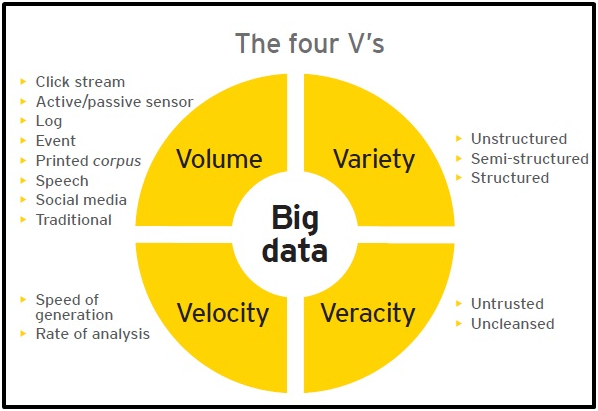 The four V's
Click stream
Active/passive sensor
Log
Event
Printed corpus
Speech
Social media
Traditional
Volume
Variety
Unstructured
Semi-structured
Structured
Big
data
Speed of
generation
Rate of analysis
Velocity
Veracity
Untrusted
Uncleansed